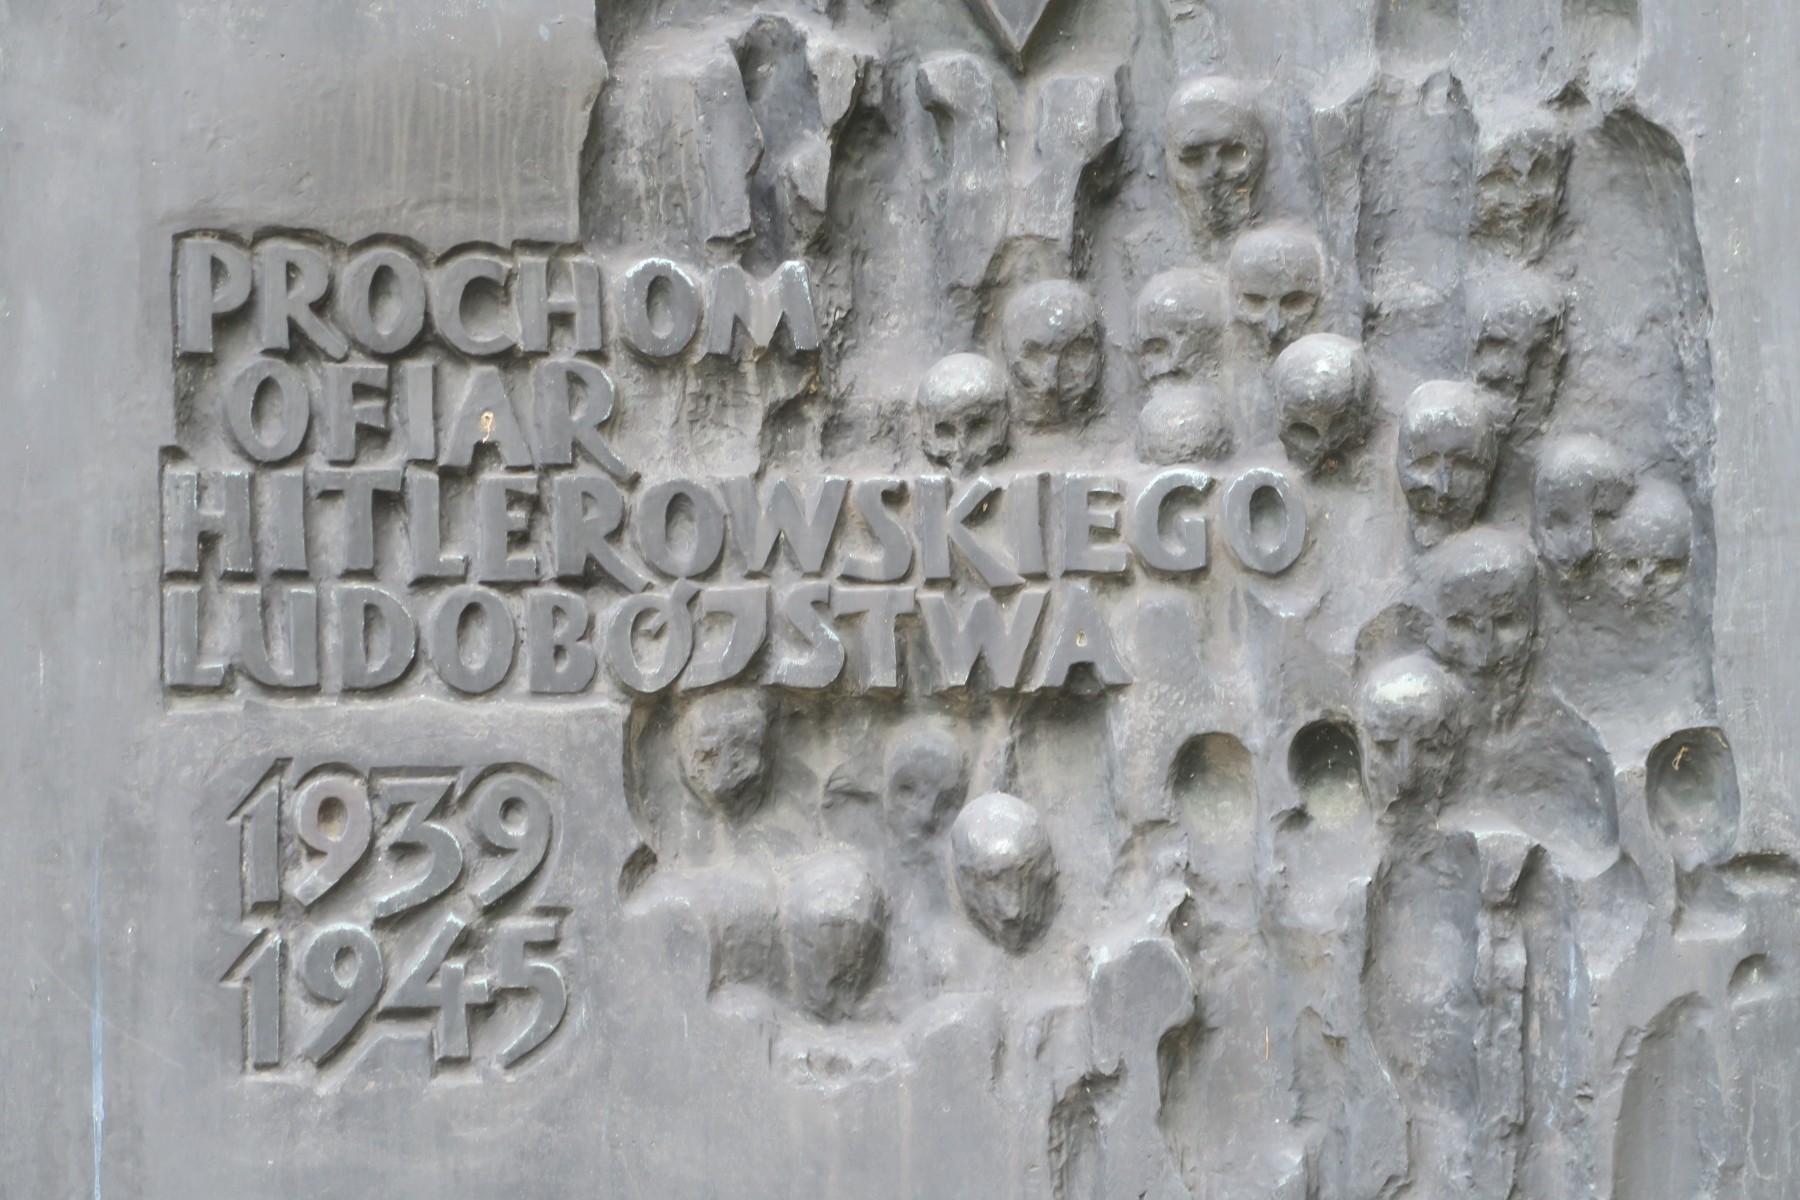 PROCHOM
OFIAR
HITLEROWSKIEGO
LUDOBÓJSTWA
1939
1945